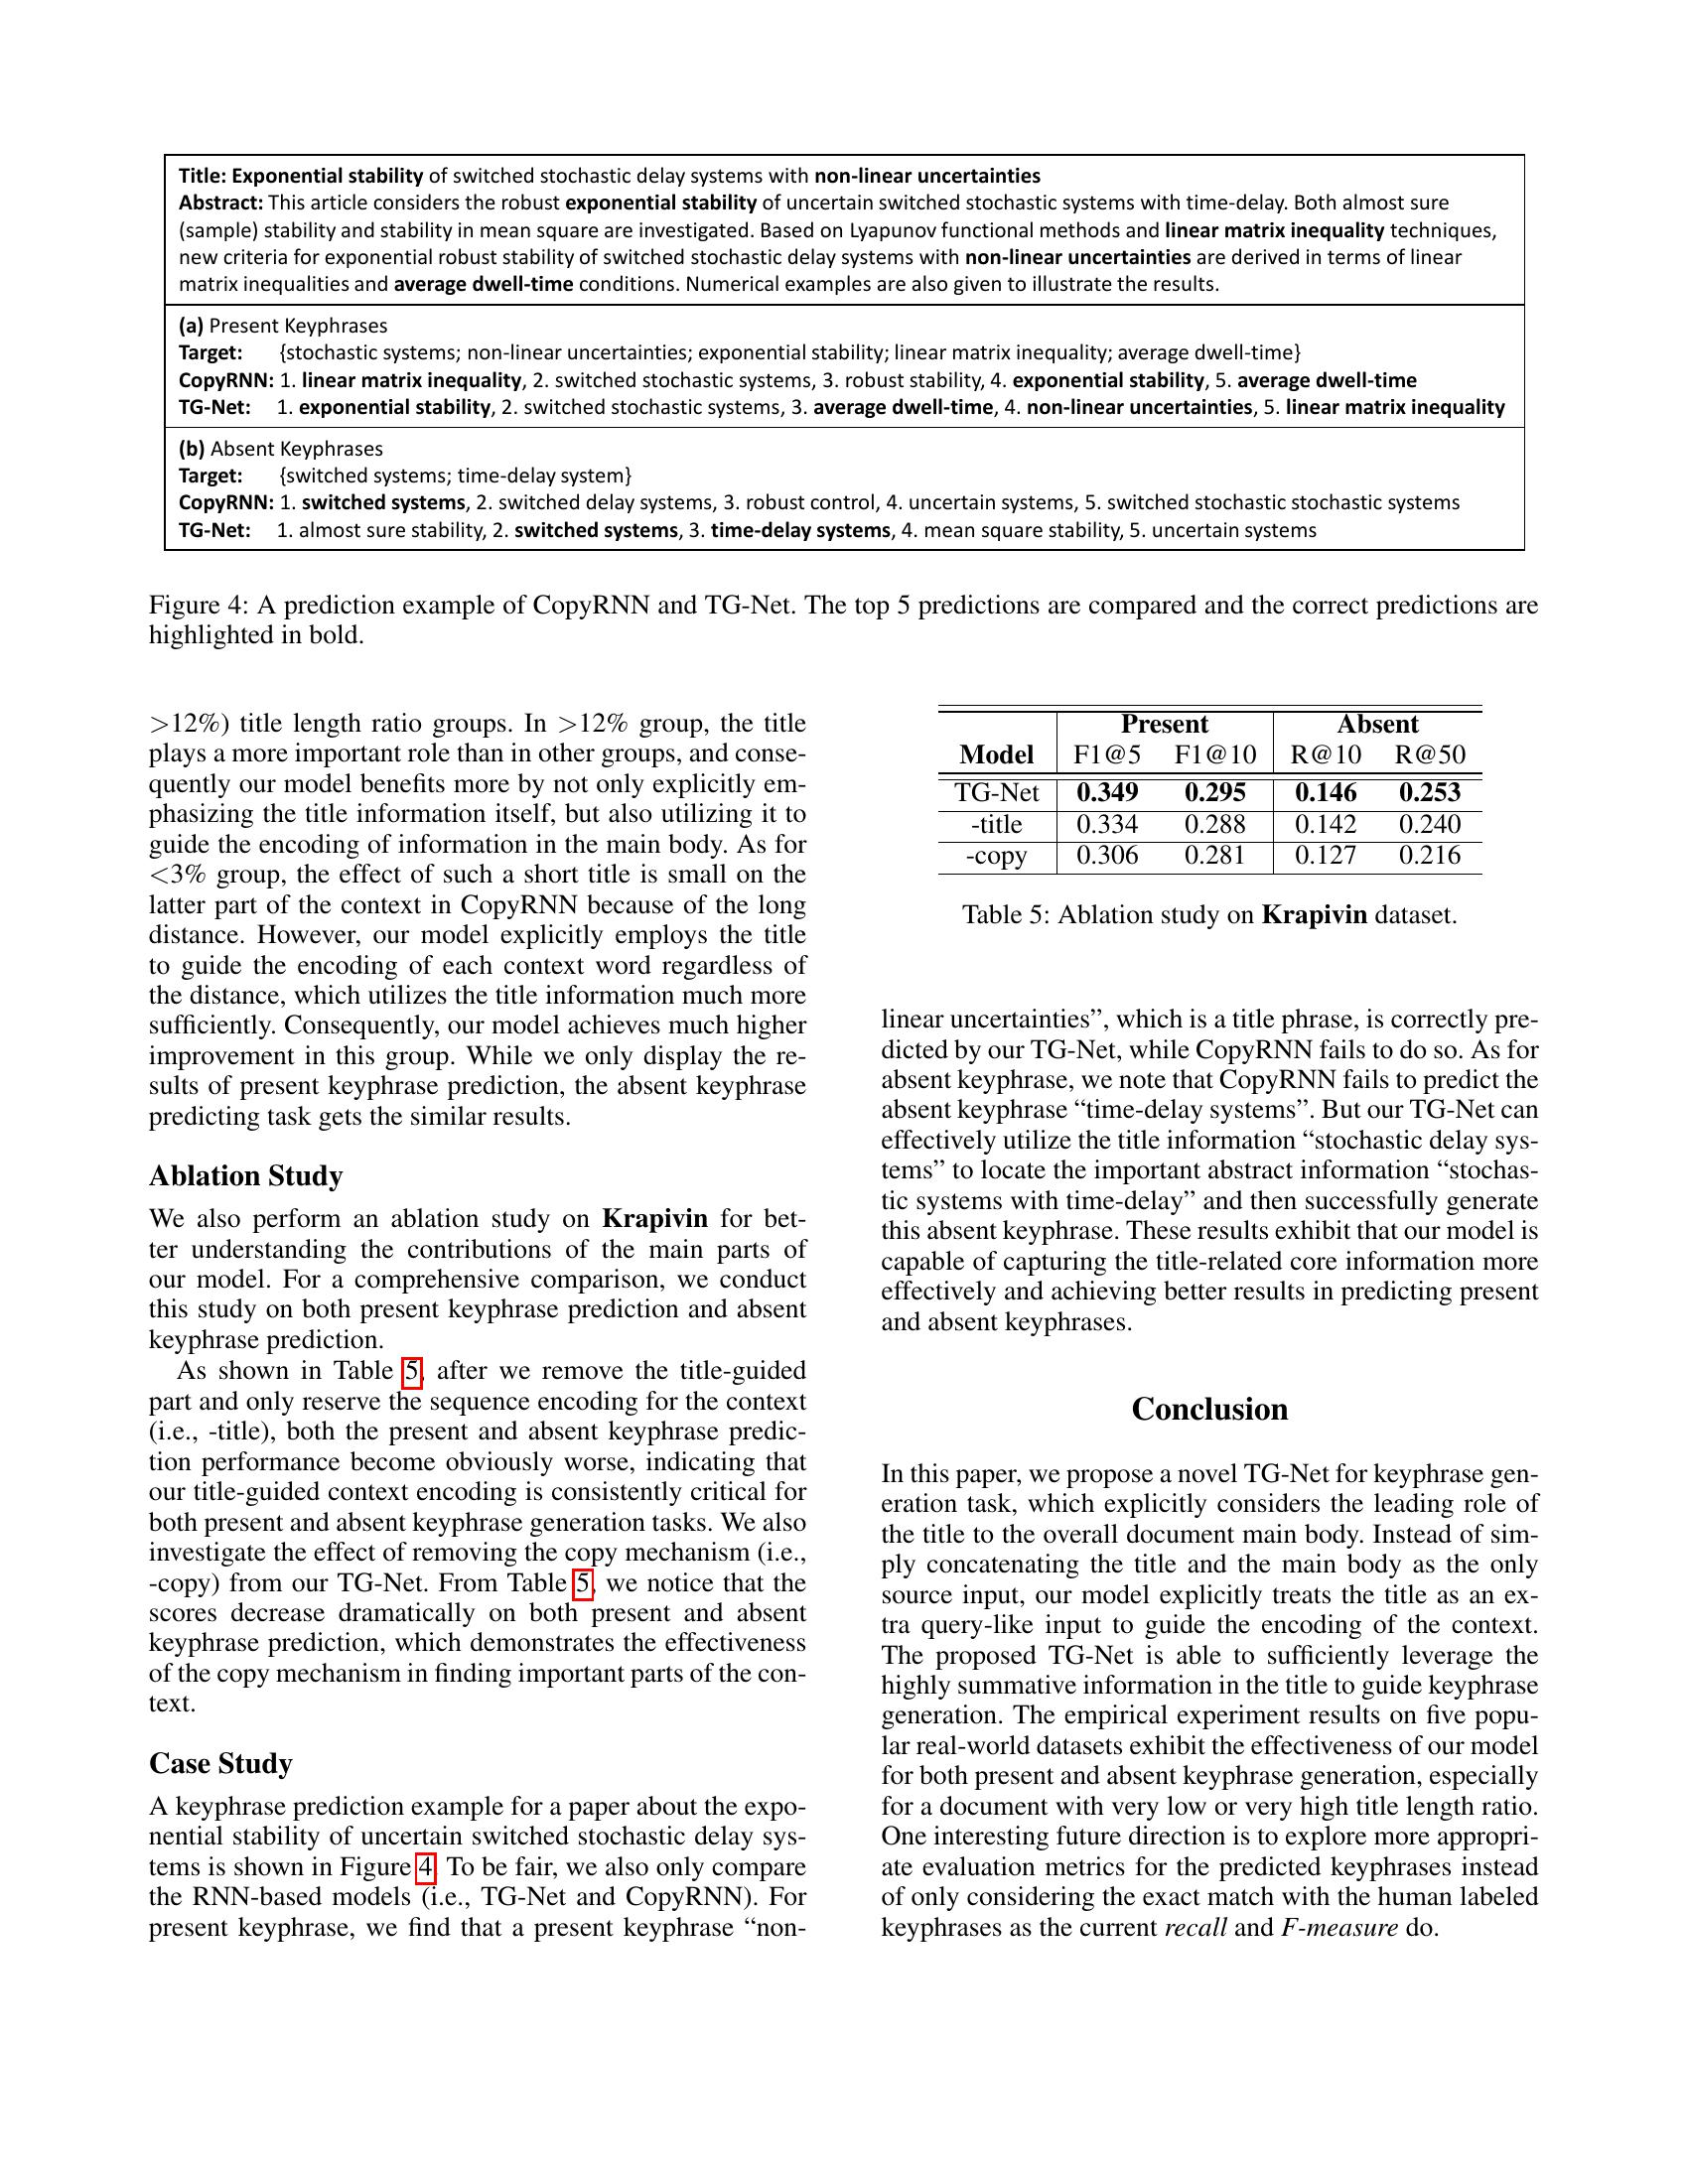 Title: Exponential stability of switched stochastic delay systems with non-linear uncertainties
Abstract: This article considers the robust exponential stability of uncertain switched stochastic systems with time-delay. Both almost sure
(sample) stability and stability in mean square are investigated. Based on Lyapunov functional methods and linear matrix inequality techniques,
new criteria for exponential robust stability of switched stochastic delay systems with non-linear uncertainties are derived in terms of linear
matrix inequalities and average dwell-time conditions. Numerical examples are also given to illustrate the results.
(a) Present Keyphrases
Target: {stochastic systems; non-linear uncertainties; exponential stability; linear matrix inequality; average dwell-time}
CopyRNN: 1. linear matrix inequality, 2. switched stochastic systems, 3. robust stability, 4. exponential stability, 5. average dwell-time
TG-Net: 1. exponential stability, 2. switched stochastic systems, 3. average dwell-time, 4. non-linear uncertainties, 5. linear matrix inequality
(b) Absent Keyphrases
Target: {switched systems; time-delay system}
CopyRNN: 1. switched systems, 2. switched delay systems, 3. robust control, 4. uncertain systems, 5. switched stochastic stochastic systems
TG-Net: 1. almost sure stability, 2. switched systems, 3. time-delay systems, 4. mean square stability, 5. uncertain systems
Figure 4: A prediction example of CopyRNN and TG-Net. The top 5 predictions are compared and the correct predictions are
highlighted in bold.
>12%) title length ratio groups. In >12% group, the title
plays a more important role than in other groups, and conse-
quently our model benefits more by not only explicitly em-
phasizing the title information itself, but also utilizing it to
guide the encoding of information in the main body. As for
<3% group, the effect of such a short title is small on the
latter part of the context in CopyRNN because of the long
distance. However, our model explicitly employs the title
to guide the encoding of each context word regardless of
the distance, which utilizes the title information much more
sufficiently. Consequently, our model achieves much higher
improvement in this group. While we only display the re-
sults of present keyphrase prediction, the absent keyphrase
predicting task gets the similar results.
Ablation Study
We also perform an ablation study on Krapivin for bet-
ter understanding the contributions of the main parts of
our model. For a comprehensive comparison, we conduct
this study on both present keyphrase prediction and absent
keyphrase prediction.
As shown in Table 5, after we remove the title-guided
part and only reserve the sequence encoding for the context
(i.e., -title), both the present and absent keyphrase predic-
tion performance become obviously worse, indicating that
our title-guided context encoding is consistently critical for
both present and absent keyphrase generation tasks. We also
investigate the effect of removing the copy mechanism (i.e.,
-copy) from our TG-Net. From Table 5, we notice that the
scores decrease dramatically on both present and absent
keyphrase prediction, which demonstrates the effectiveness
of the copy mechanism in finding important parts of the con-
text.
Case Study
A keyphrase prediction example for a paper about the expo-
nential stability of uncertain switched stochastic delay sys-
tems is shown in Figure 4. To be fair, we also only compare
the RNN-based models (i.e., TG-Net and CopyRNN). For
present keyphrase, we find that a present keyphrase “non-
Present Absent
Model F1@5 F1@10 R@10 R@50
TG-Net 0.349 0.295 0.146 0.253
-title 0.334 0.288 0.142 0.240
-copy 0.306 0.281 0.127 0.216
Table 5: Ablation study on Krapivin dataset.
linear uncertainties”, which is a title phrase, is correctly pre-
dicted by our TG-Net, while CopyRNN fails to do so. As for
absent keyphrase, we note that CopyRNN fails to predict the
absent keyphrase “time-delay systems”. But our TG-Net can
effectively utilize the title information “stochastic delay sys-
tems” to locate the important abstract information “stochas-
tic systems with time-delay” and then successfully generate
this absent keyphrase. These results exhibit that our model is
capable of capturing the title-related core information more
effectively and achieving better results in predicting present
and absent keyphrases.
Conclusion
In this paper, we propose a novel TG-Net for keyphrase gen-
eration task, which explicitly considers the leading role of
the title to the overall document main body. Instead of sim-
ply concatenating the title and the main body as the only
source input, our model explicitly treats the title as an ex-
tra query-like input to guide the encoding of the context.
The proposed TG-Net is able to sufficiently leverage the
highly summative information in the title to guide keyphrase
generation. The empirical experiment results on five popu-
lar real-world datasets exhibit the effectiveness of our model
for both present and absent keyphrase generation, especially
for a document with very low or very high title length ratio.
One interesting future direction is to explore more appropri-
ate evaluation metrics for the predicted keyphrases instead
of only considering the exact match with the human labeled
keyphrases as the current recall and F-measure do.